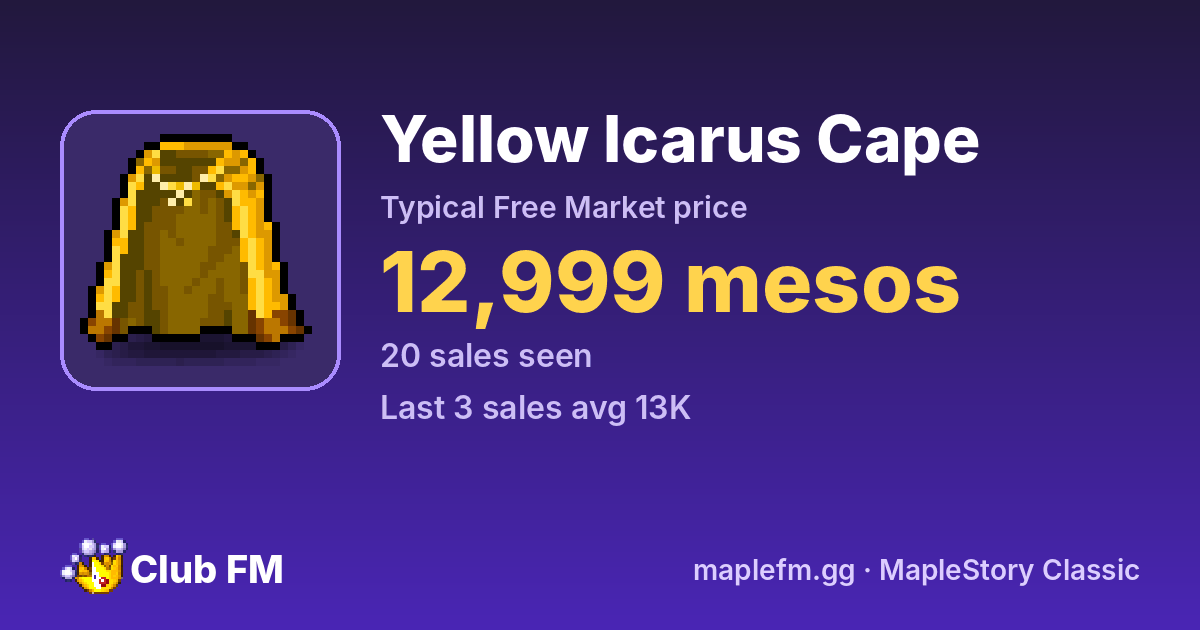 Yellow Icarus Cape
Typical Free Market price
12,999 mesos
20 sales seen
Last 3 sales avg 13K
Club FM
maplefm.gg · MapleStory Classic